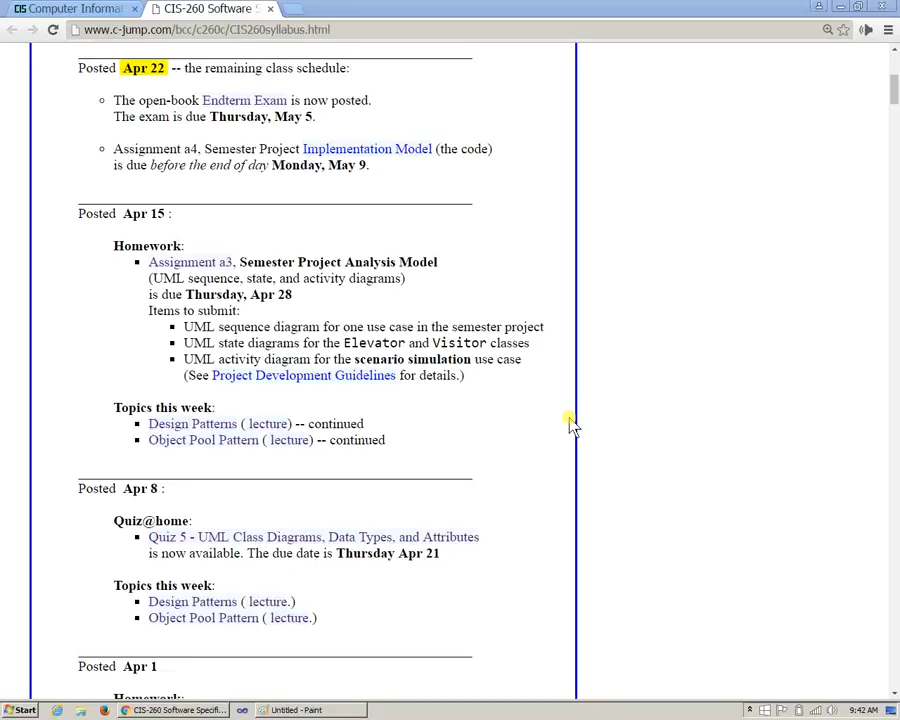 Computer Informat
CIS-260 Software S
www.c-jump.com/bcc/c260c/CIS260syllabus.html
Posted Apr 22 -- the remaining class schedule:
The open-book Endterm Exam is now posted.
The exam is due Thursday, May 5.
Assignment a4, Semester Project Implementation Model (the code)
is due before the end of day Monday, May 9.
Posted Apr 15 :
Homework:
Assignment a3, Semester Project Analysis Model
(UML sequence, state, and activity diagrams)
is due Thursday, Apr 28
Items to submit:
UML sequence diagram for one use case in the semester project
UML state diagrams for the Elevator and Visitor classes
UML activity diagram for the scenario simulation use case
(See Project Development Guidelines for details.)
Topics this week:
Design Patterns ( lecture) -- continued
Object Pool Pattern ( lecture) -- continued
Posted Apr 8 :
Quiz@home:
Quiz 5 - UML Class Diagrams, Data Types, and Attributes
is now available. The due date is Thursday Apr 21
Topics this week:
Design Patterns ( lecture.)
Object Pool Pattern ( lecture.)
Posted Apr 1
Homework:
Start
CIS-260 Software Specifi...
Untitled - Paint
9:42 AM